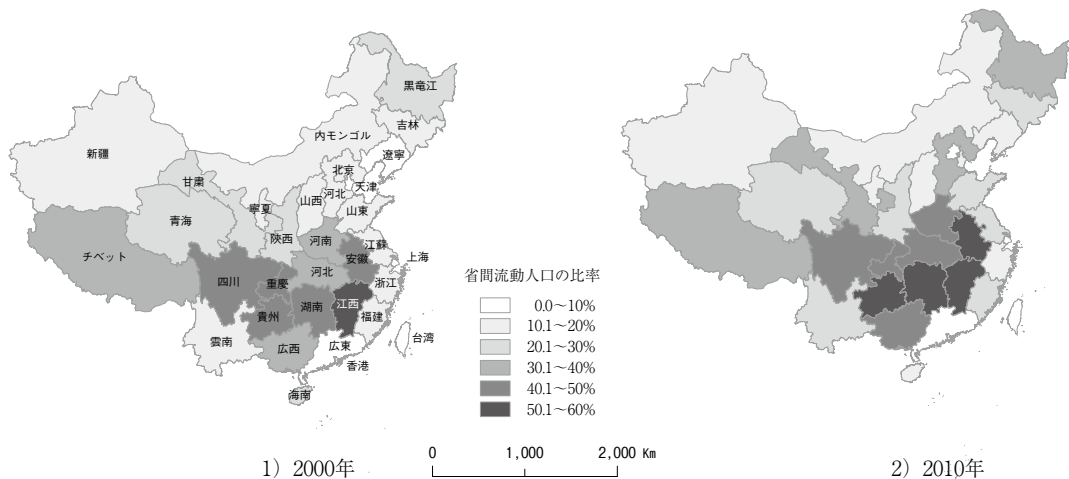 黒竜江
吉林
内モンゴル
遼寧
新疆
北京
天津
甘粛
河北
山西
寧夏
山東
青海
陝西
河南
江蘇
チベット
安徽
上海
河北
四川
重慶
浙江
湖南
江西
貴州
福建
雲南
台湾
広西
広東
香港
海南
省間流動人口の比率
0.0～10%
10.1～20%
20.1～30%
30.1～40%
40.1～50%
50.1～60%
0 1,000 2,000 Km
1）2000年
2）2010年